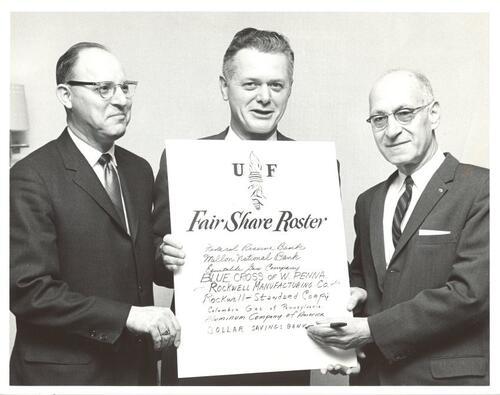 U F
Fair Share Roster
Federal Reserve Bank
Mellon National Bank
Equitable Gas Company
BLUE CROSS OF W. PENNA
ROCKWELL MANUFACTURING CO.
Rockwell-Standard Corp
Columbia Gas of Pennsylvania
Aluminum Company of America
DOLLAR SAVINGS BANK